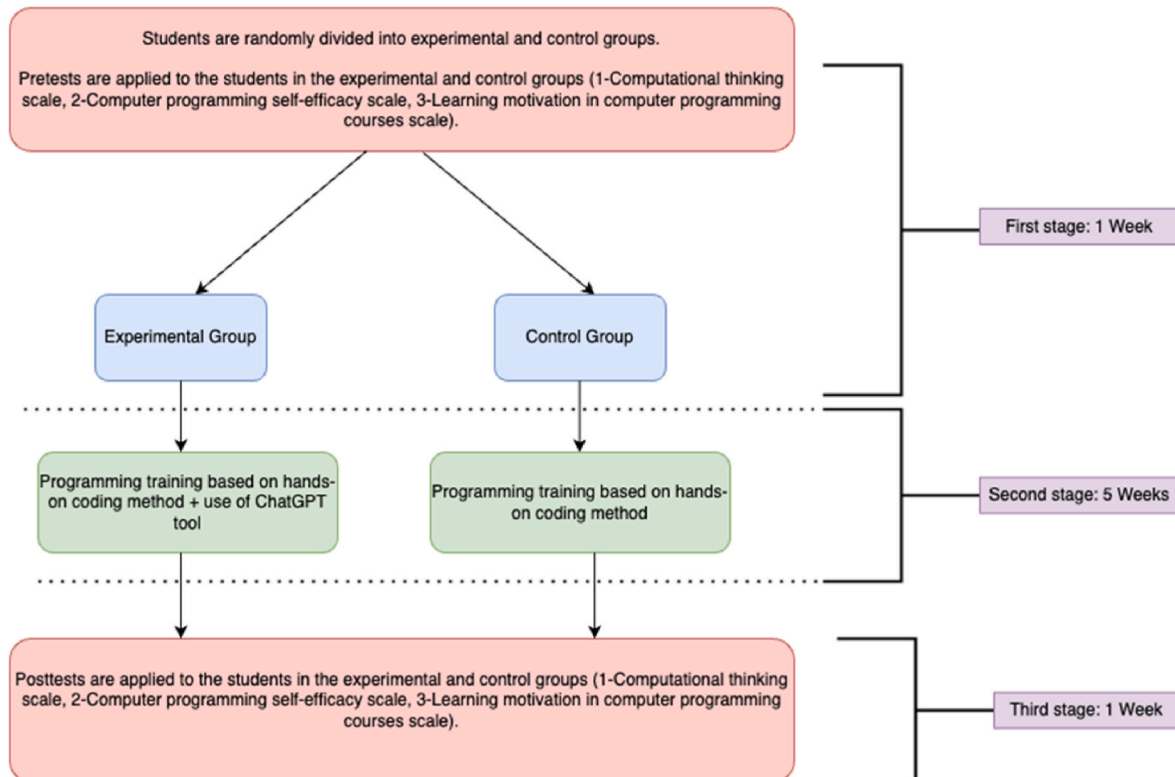 Students are randomly divided into experimental and control groups.
Pretests are applied to the students in the experimental and control groups (1-Computational thinking
scale, 2-Computer programming self-efficacy scale, 3-Learning motivation in computer programming
courses scale).
First stage: 1 Week
Experimental Group
Control Group
Programming training based on hands-
on coding method + use of ChatGPT
tool
Programming training based on hands-
on coding method
Second stage: 5 Weeks
Posttests are applied to the students in the experimental and control groups (1-Computational thinking
scale, 2-Computer programming self-efficacy scale, 3-Learning motivation in computer programming
courses scale).
Third stage: 1 Week